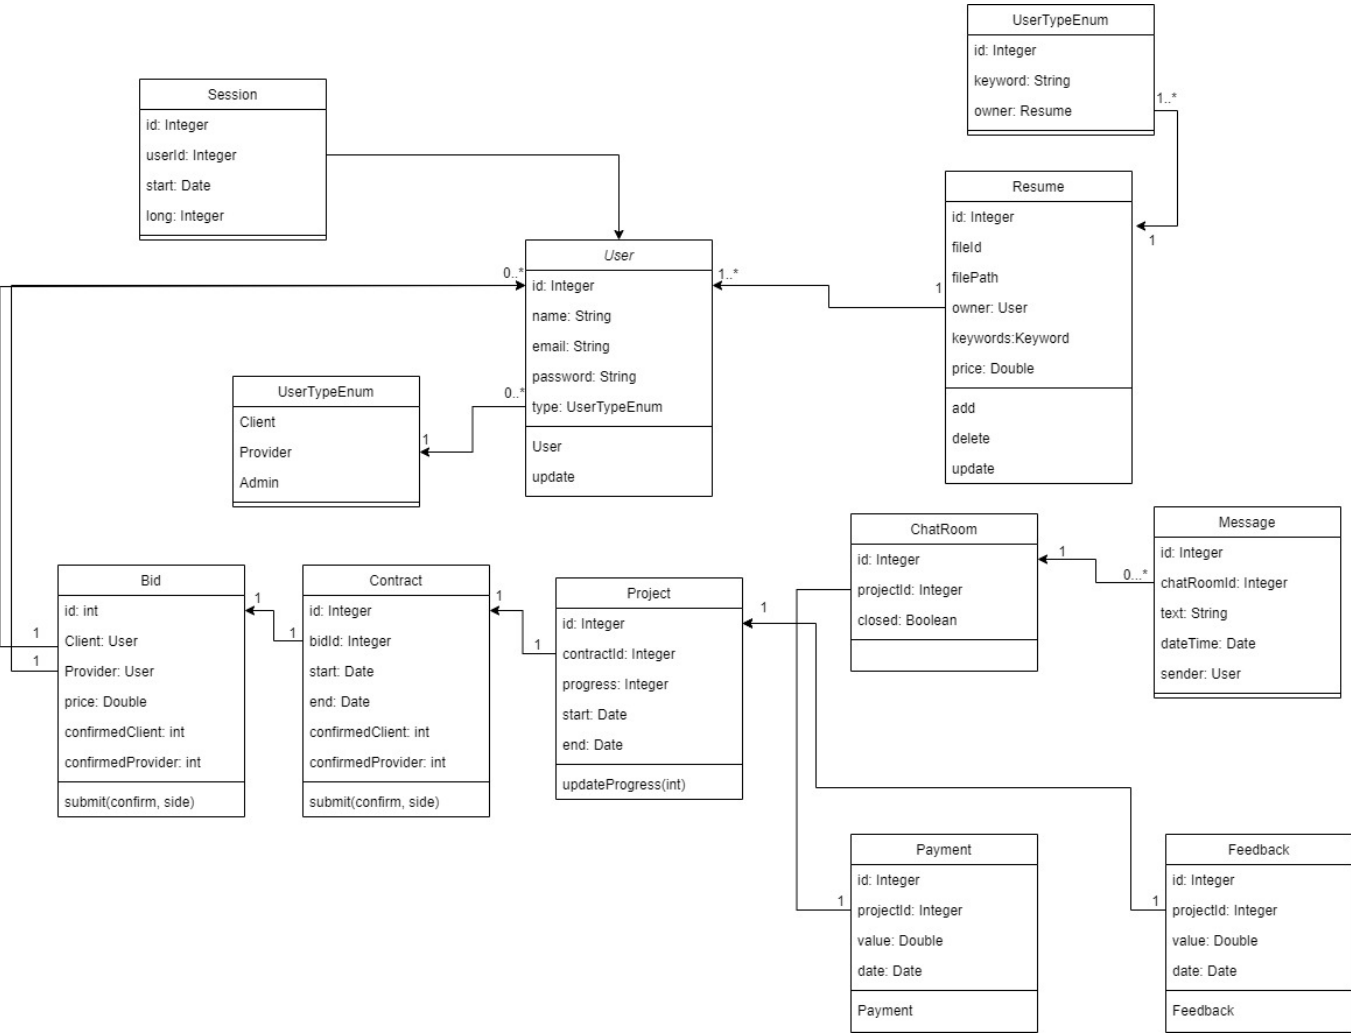 UserTypeEnum
id: Integer
keyword: String
owner: Resume
1..*
1
Session
id: Integer
userId: Integer
start: Date
long: Integer
Resume
id: Integer
fileId
filePath
owner: User
keywords:Keyword
price: Double
add
delete
update
1
User
id: Integer
name: String
email: String
password: String
type: UserTypeEnum
User
update
0..*
1..*
0..*
1
UserTypeEnum
Client
Provider
Admin
Bid
id: int
Client: User
Provider: User
price: Double
confirmedClient: int
confirmedProvider: int
submit(confirm, side)
1
1
1
1
Contract
id: Integer
bidId: Integer
start: Date
end: Date
confirmedClient: int
confirmedProvider: int
submit(confirm, side)
1
1
Project
id: Integer
contractId: Integer
progress: Integer
start: Date
end: Date
updateProgress(int)
1
ChatRoom
id: Integer
projectId: Integer
closed: Boolean
1
0...*
Message
id: Integer
chatRoomId: Integer
text: String
dateTime: Date
sender: User
Payment
id: Integer
projectId: Integer
value: Double
date: Date
Payment
1
Feedback
id: Integer
projectId: Integer
value: Double
date: Date
Feedback
1